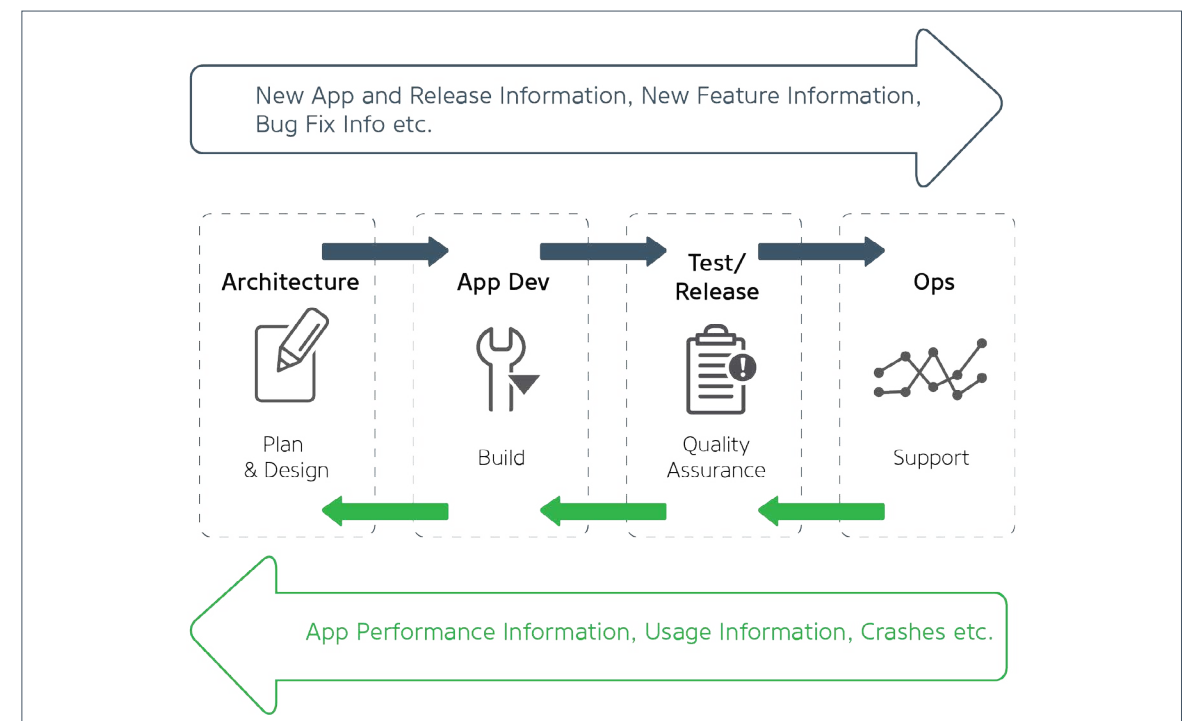 New App and Release Information, New Feature Information,
Bug Fix Info etc.
Architecture
Plan
& Design
App Dev
Build
Test/
Release
Quality
Assurance
Ops
Support
App Performance Information, Usage Information, Crashes etc.